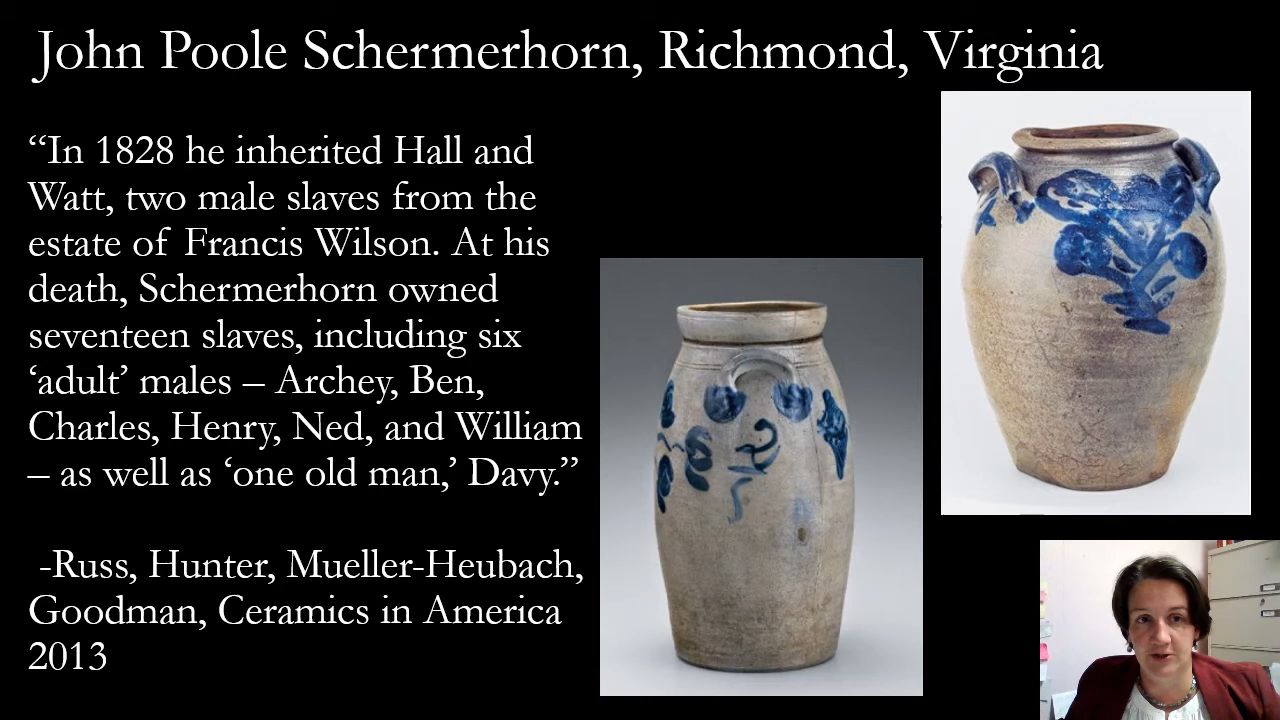 John Poole Schermerhorn, Richmond, Virginia
“In 1828 he inherited Hall and
Watt, two male slaves from the
estate of Francis Wilson. At his
death, Schermerhorn owned
seventeen slaves, including six
‘adult’ males – Archey, Ben,
Charles, Henry, Ned, and William
– as well as ‘one old man,’ Davy.”
-Russ, Hunter, Mueller-Heubach,
Goodman, Ceramics in America
2013